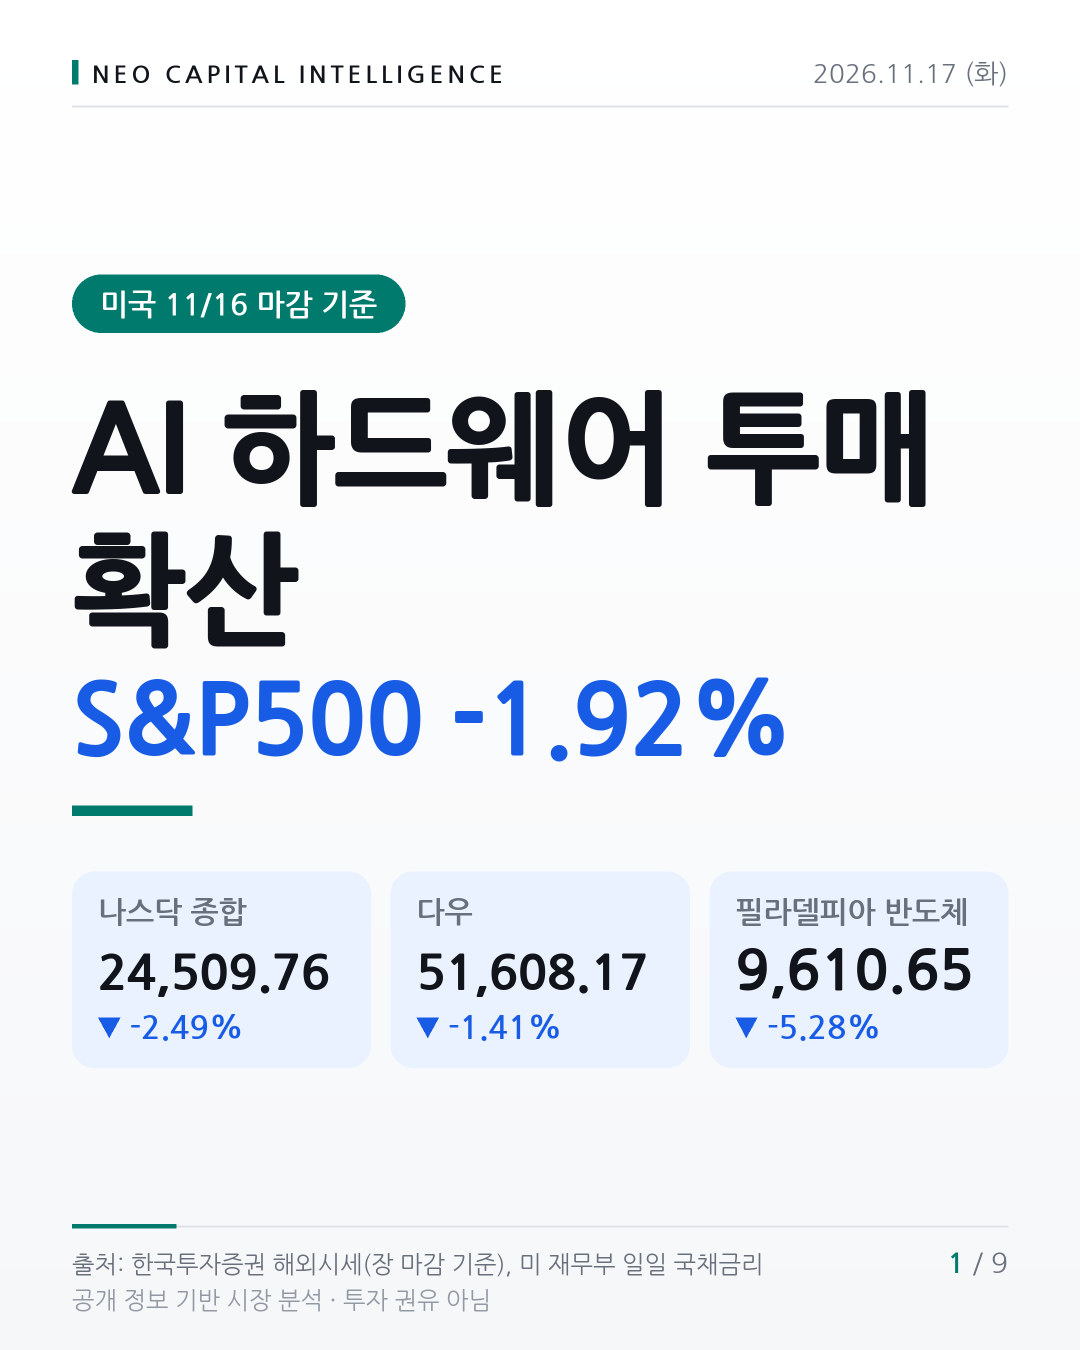 NEO CAPITAL INTELLIGENCE
2026.11.17 (화)
미국 11/16 마감 기준
AI 하드웨어 투매
확산
S&P500 -1.92%
나스닥 종합
24,509.76
▼ -2.49%
다우
51,608.17
▼ -1.41%
필라델피아 반도체
9,610.65
▼ -5.28%
출처: 한국투자증권 해외시세(장 마감 기준), 미 재무부 일일 국채금리
1 / 9
공개 정보 기반 시장 분석 · 투자 권유 아님